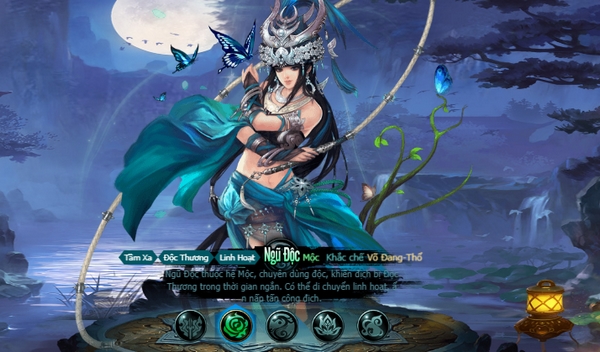 Tầm Xa Độc Thương Linh Hoạt Ngũ Độc Mộc Khắc chế Võ Đang-Thổ
Ngũ Độc thuộc hệ Mộc, chuyên dùng độc, khiến địch bị Độc
Thương trong thời gian ngắn. Có thể di chuyển linh hoạt,
n nấp tấn công địch.